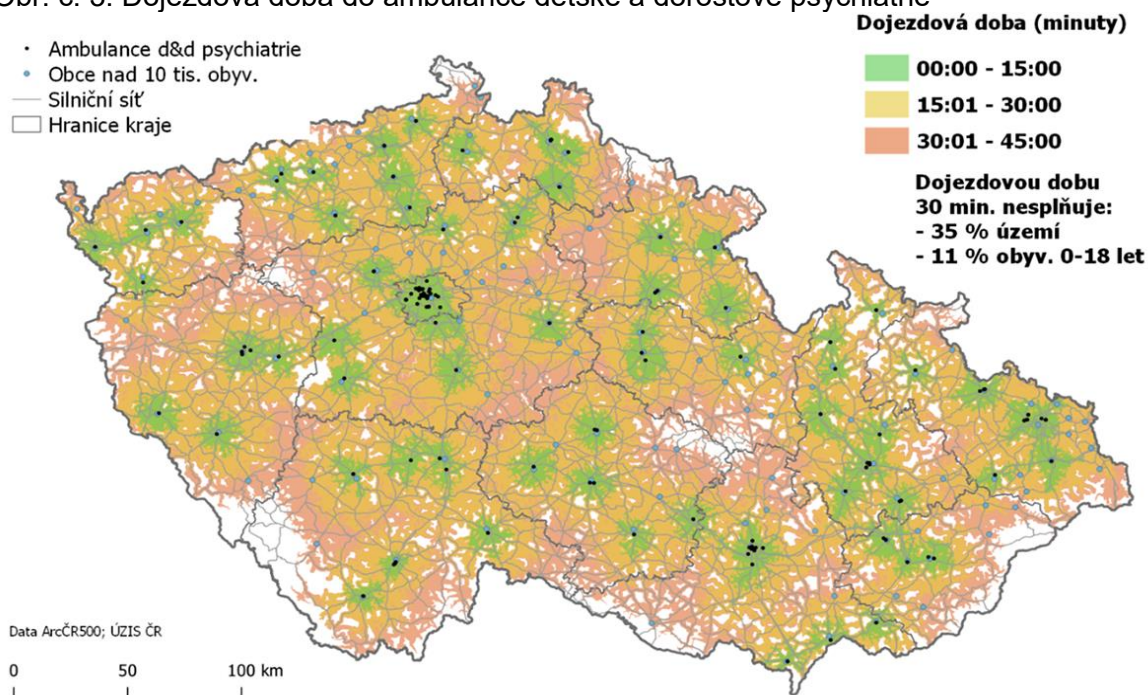 Obr. č. 3: Dojezdová doba do ambulance dětské a dorostové psychiatrie
Ambulance d&d psychiatrie
Obce nad 10 tis. obyv.
Silniční síť
Hranice kraje
Dojezdová doba (minuty)
00:00 - 15:00
15:01 - 30:00
30:01 - 45:00
Dojezdovou dobu
30 min. nesplňuje:
- 35 % území
- 11 % obyv. 0-18 let
Data ArcČR500; ÚZIS ČR
0 50 100 km